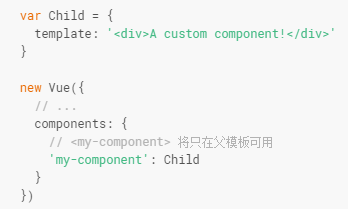 var Child = {
  template: '<div>A custom component!</div>'
}
new Vue({
  // ...
  components: {
    // <my-component> 将只在父模板可用
    'my-component': Child
  }
})